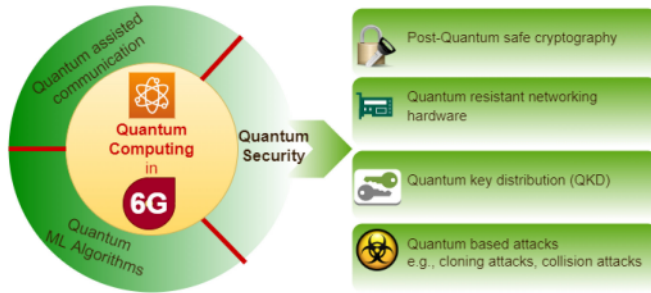 Quantum assisted
communication
Quantum
Computing
in
6G
Quantum
ML Algorithms
Quantum
Security
Post-Quantum safe cryptography
Quantum resistant networking
hardware
Quantum key distribution (QKD)
Quantum based attacks
e.g., cloning attacks, collision attacks